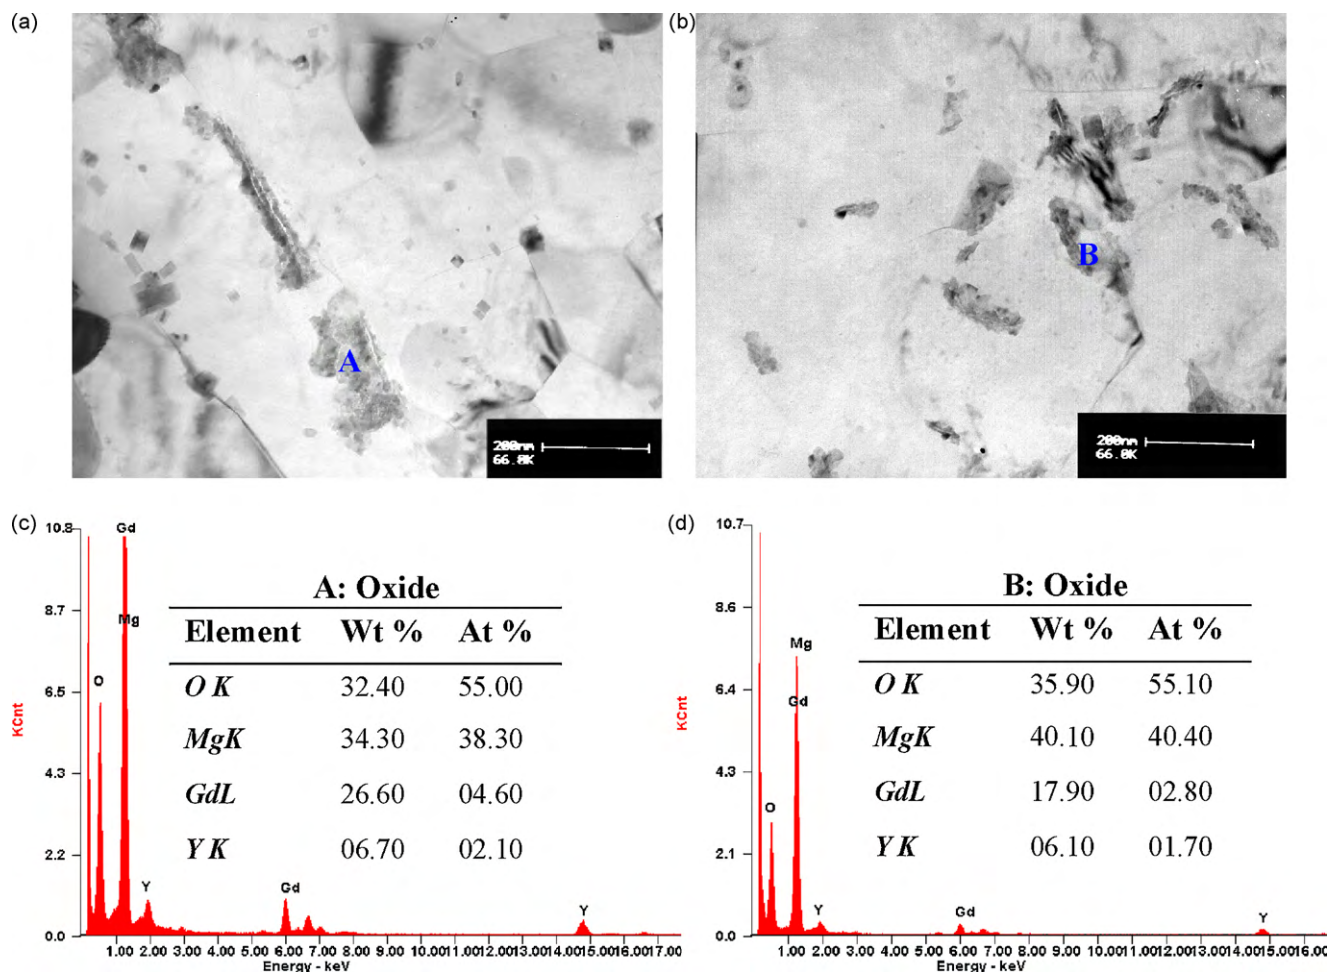 (a)
(b)
A
B
200nm
66.0K
200nm
66.0K
(c)
(d)
10.8
8.7
6.5
4.3
2.2
0.0
KCnt
Gd
Mg
O
Y
Gd
Y
A: Oxide
Element Wt % At %
O K 32.40 55.00
MgK 34.30 38.30
GdL 26.60 04.60
Y K 06.70 02.10
1.00 2.00 3.00 4.00 5.00 6.00 7.00 8.00 9.00 10.00 11.00 12.00 13.00 14.00 15.00 16.00 17.00
Energy - keV
10.7
8.6
6.4
4.3
2.1
0.0
KCnt
Mg
Gd
O
Y
Gd
Y
B: Oxide
Element Wt % At %
O K 35.90 55.10
MgK 40.10 40.40
GdL 17.90 02.80
Y K 06.10 01.70
1.00 2.00 3.00 4.00 5.00 6.00 7.00 8.00 9.00 10.00 11.00 12.00 13.00 14.00 15.00 16.00
Energy - keV